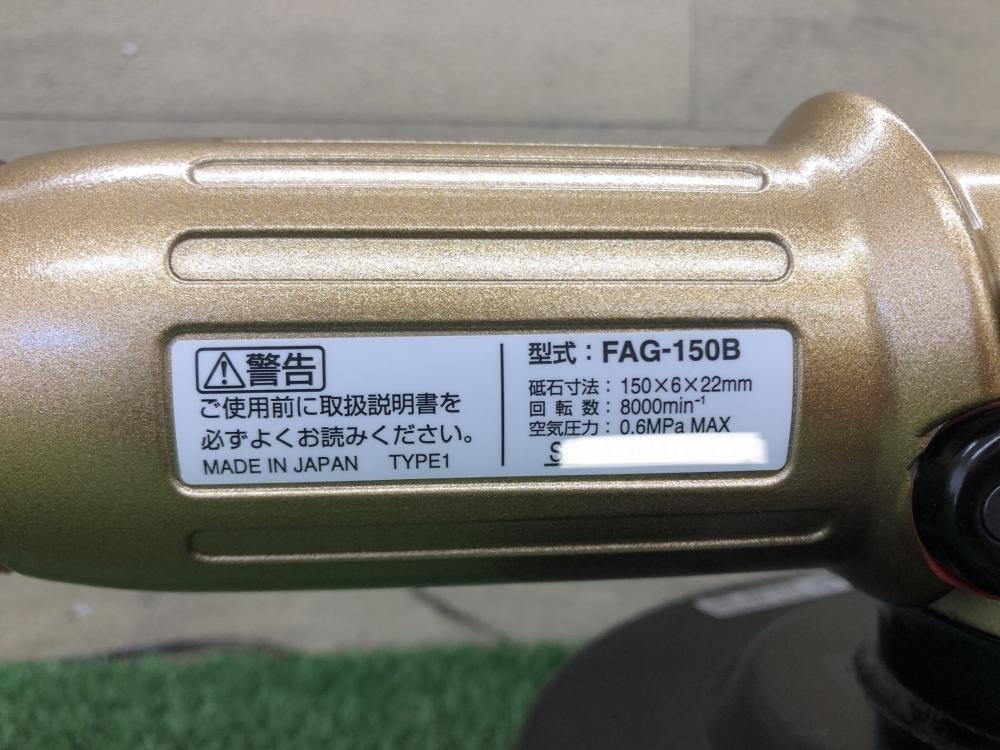 警告
ご使用前に取扱説明書を
必ずよくお読みください。
MADE IN JAPAN TYPE1
型式：FAG-150B
砥石寸法：150×6×22mm
回転数：8000min⁻¹
空気圧力：0.6MPa MAX